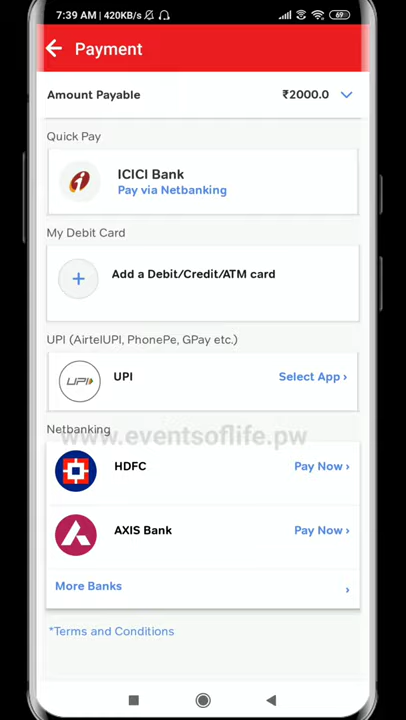 7:39 AM | 420KB/s
69
Payment
Amount Payable ₹2000.0
Quick Pay
ICICI Bank
Pay via Netbanking
My Debit Card
Add a Debit/Credit/ATM card
UPI (AirtelUPI, PhonePe, GPay etc.)
UPI UPI Select App ›
Netbanking
www.eventsoflife.pw
HDFC Pay Now ›
AXIS Bank Pay Now ›
More Banks ›
*Terms and Conditions